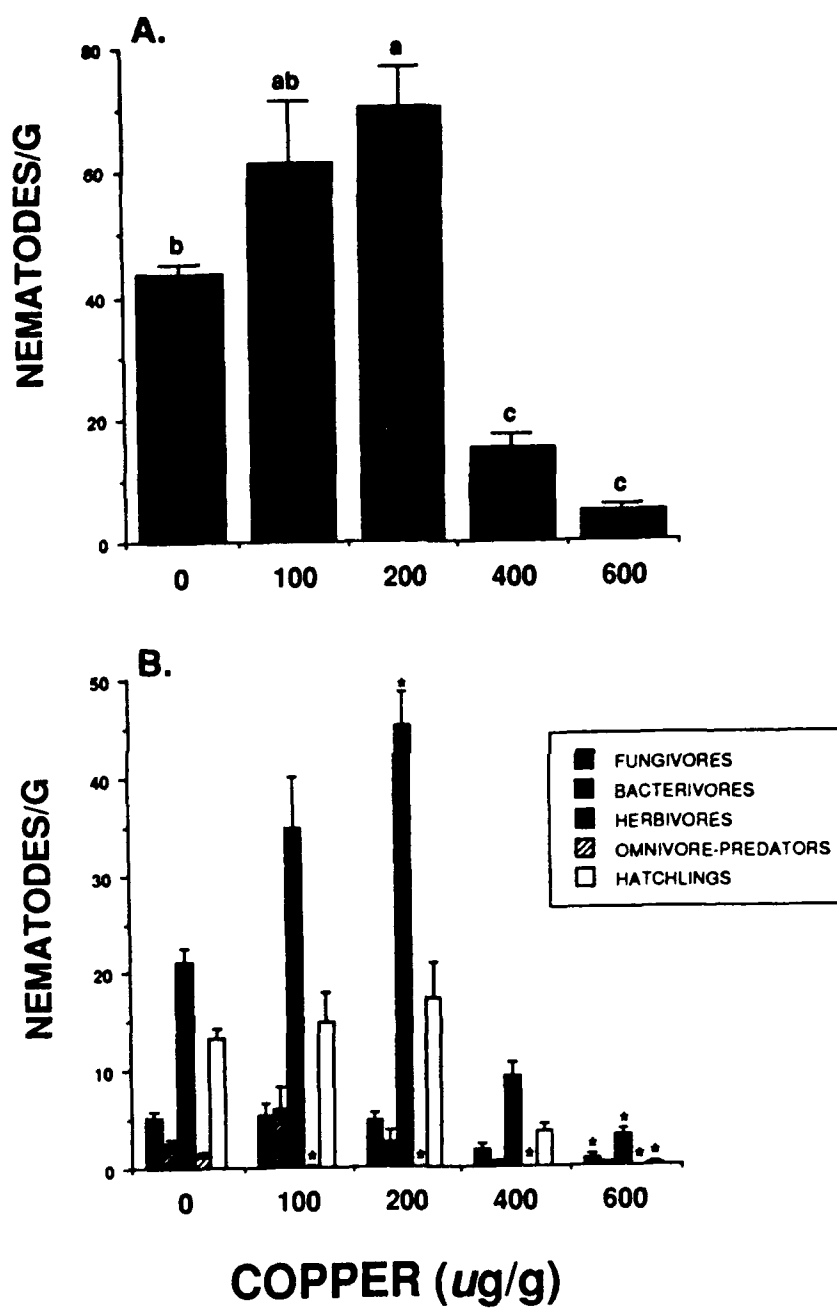 A.
NEMATODES/G
80
60
40
20
0
b
ab
a
c
c
0 100 200 400 600
B.
NEMATODES/G
50
40
30
20
10
0
*
*
*
*
*
*
*
*
FUNGIVORES
BACTERIVORES
HERBIVORES
OMNIVORE-PREDATORS
HATCHLINGS
0 100 200 400 600
COPPER (ug/g)